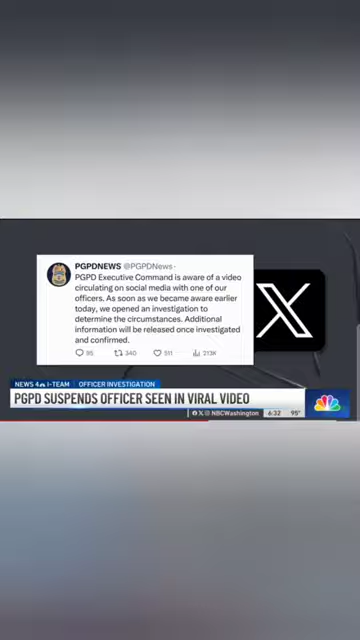 PGPDNEWS @PGPDNews·
PGPD Executive Command is aware of a video
circulating on social media with one of our
officers. As soon as we became aware earlier
today, we opened an investigation to
determine the circumstances. Additional
information will be released once investigated
and confirmed.
95 340 511 213K
NEWS 4 I-TEAM OFFICER INVESTIGATION
PGPD SUSPENDS OFFICER SEEN IN VIRAL VIDEO
NBCWashington 6:32 95°